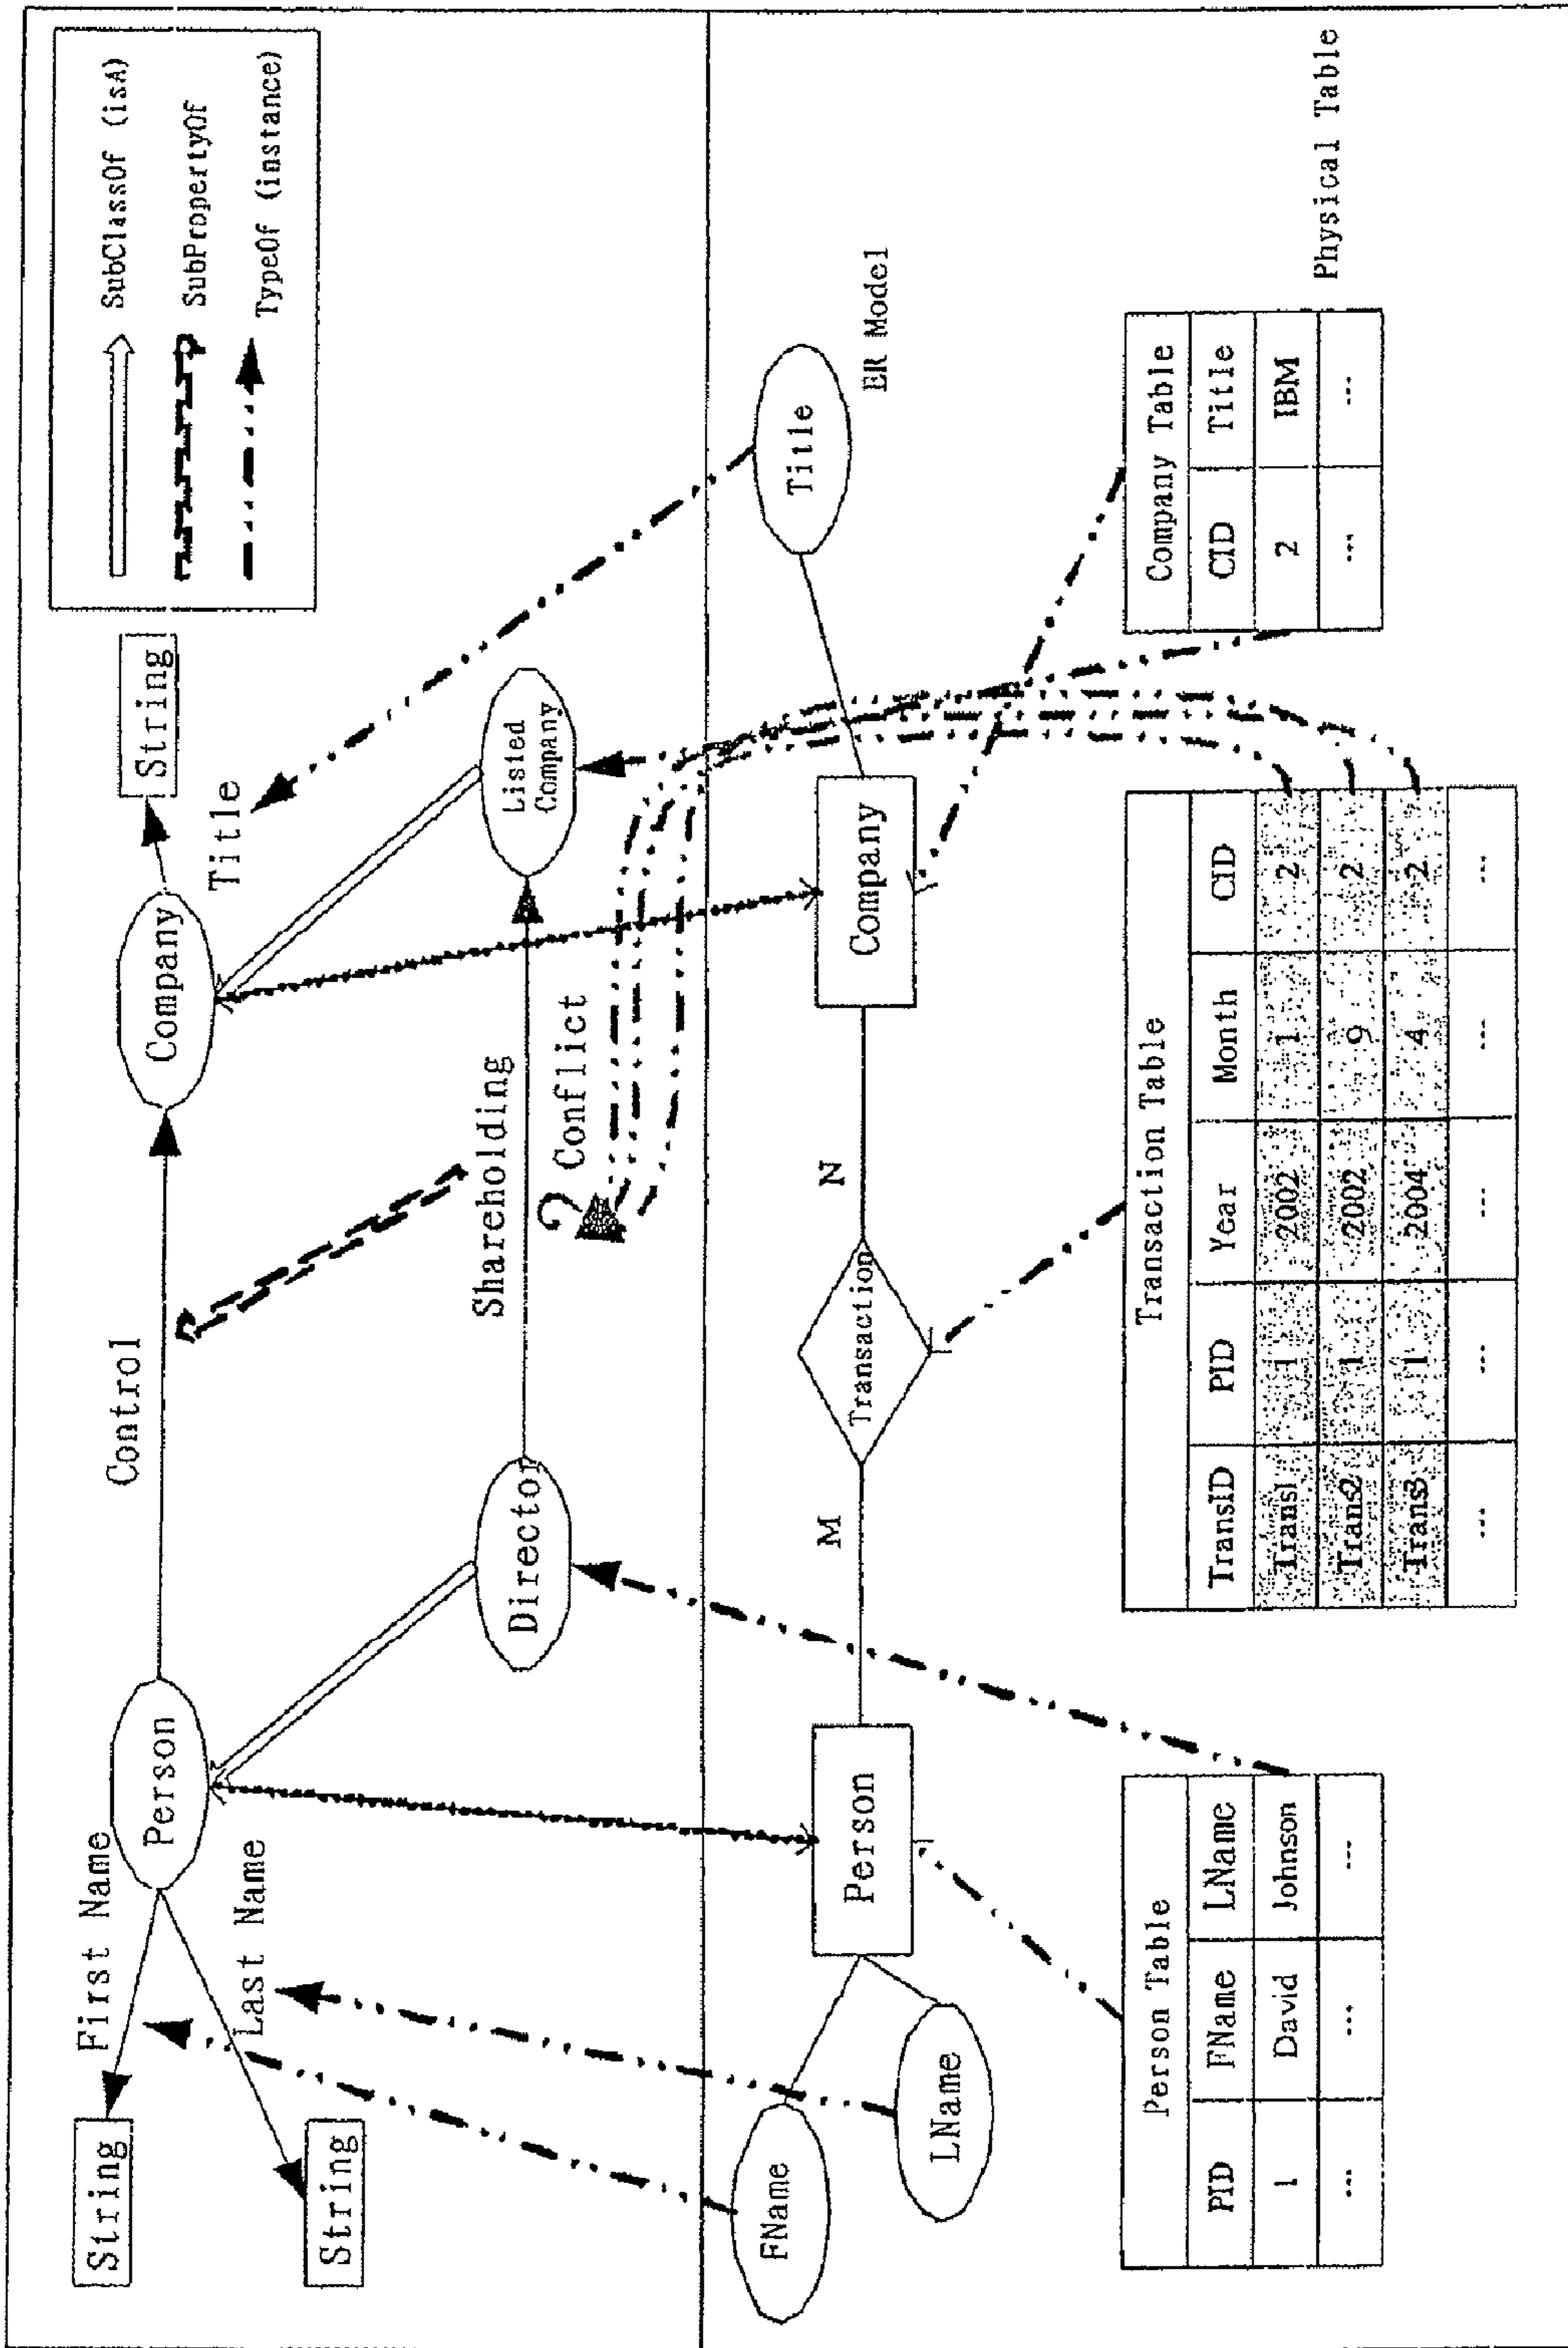 String
First Name
Person
Control
Company
String
Title
SubClassOf (isA)
SubPropertyOf
TypeOf (instance)
String
Last Name
Director
Shareholding
Listed
Company
? Conflict
FName
LName
Person
M
Transaction
N
Company
Title
ER Model
Person Table
PID FName LName
1 David Johnson
... ... ...
Transaction Table
TransID PID Year Month CID
Trans1 1 2002 1 2
Trans2 1 2002 9 2
Trans3 1 2004 4 2
... ... ... ... ...
Company Table
CID Title
2 IBM
... ...
Physical Table